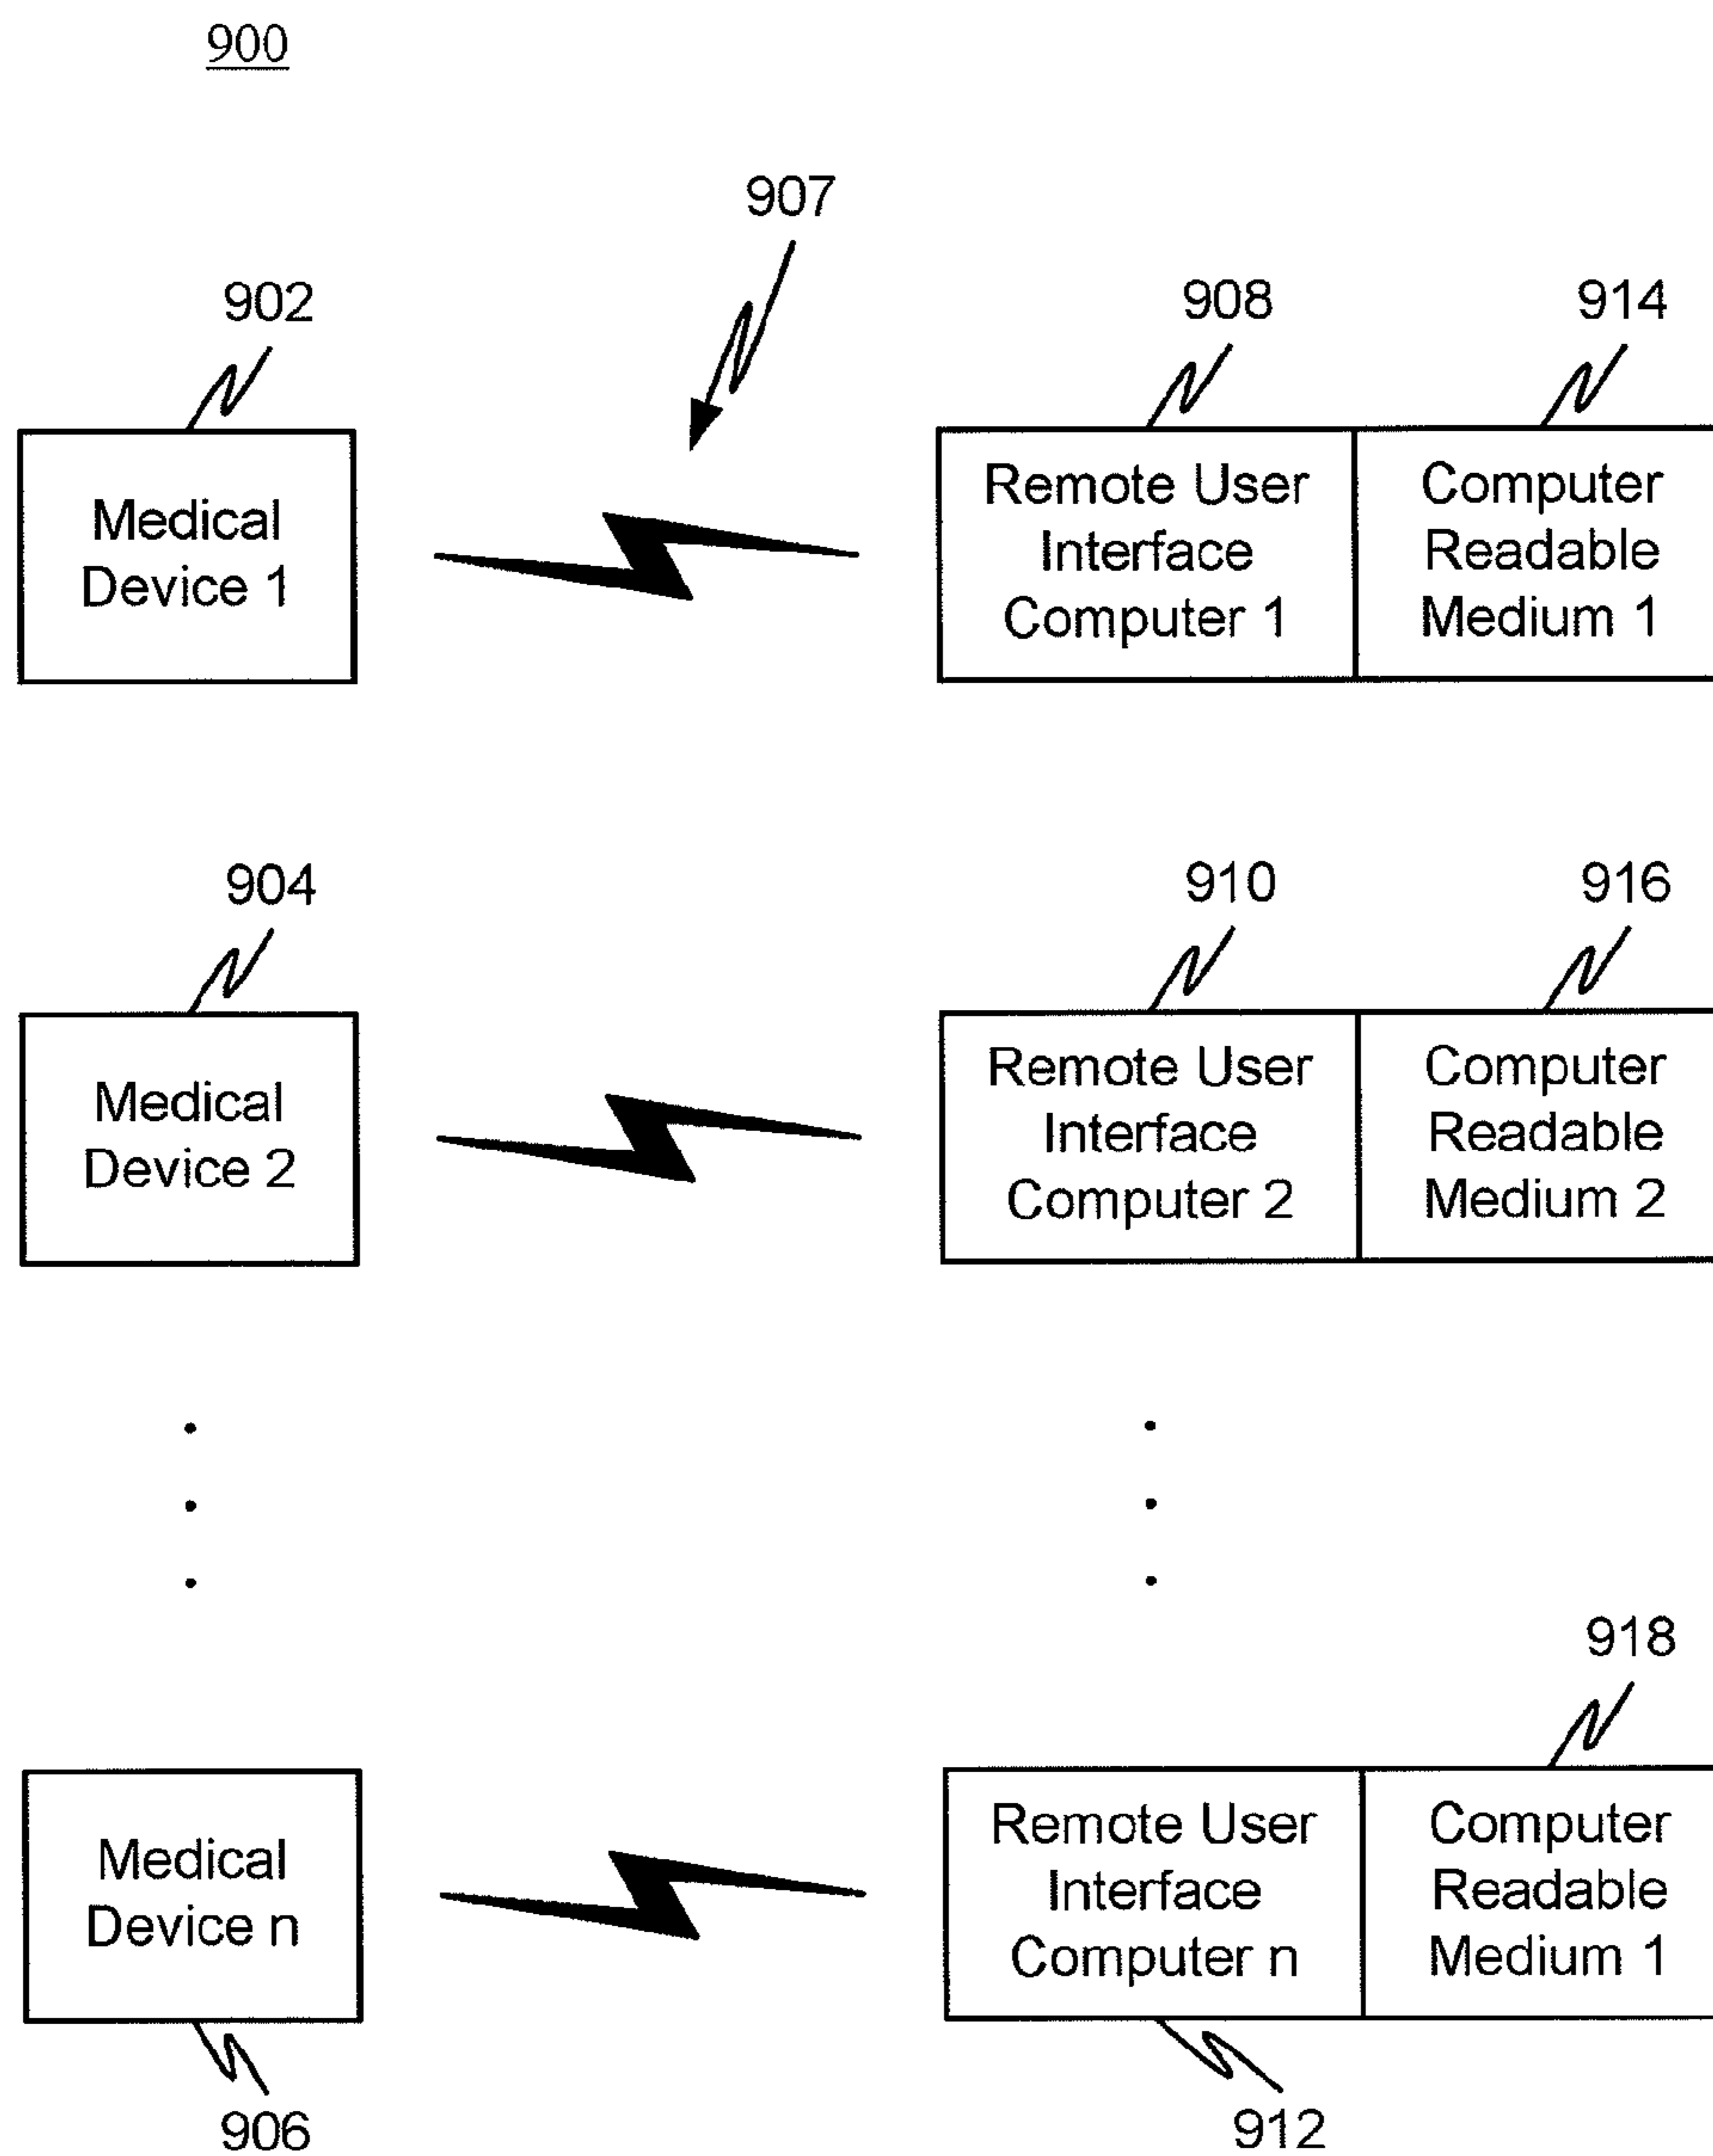 900
907
902
908
914
Medical
Device 1
Remote User
Interface
Computer 1
Computer
Readable
Medium 1
904
910
916
Medical
Device 2
Remote User
Interface
Computer 2
Computer
Readable
Medium 2
918
Medical
Device n
Remote User
Interface
Computer n
Computer
Readable
Medium 1
906
912